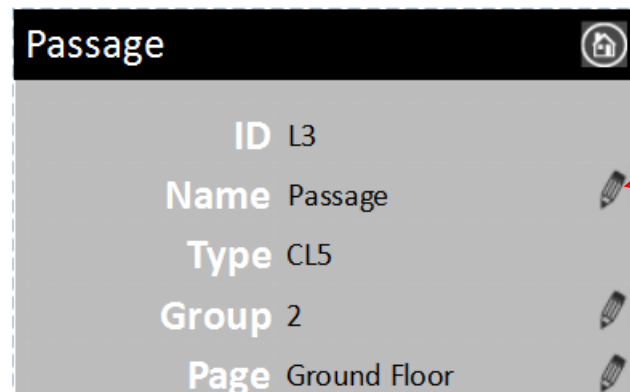 Passage
ID L3
Name Passage
Type CL5
Group 2
Page Ground Floor